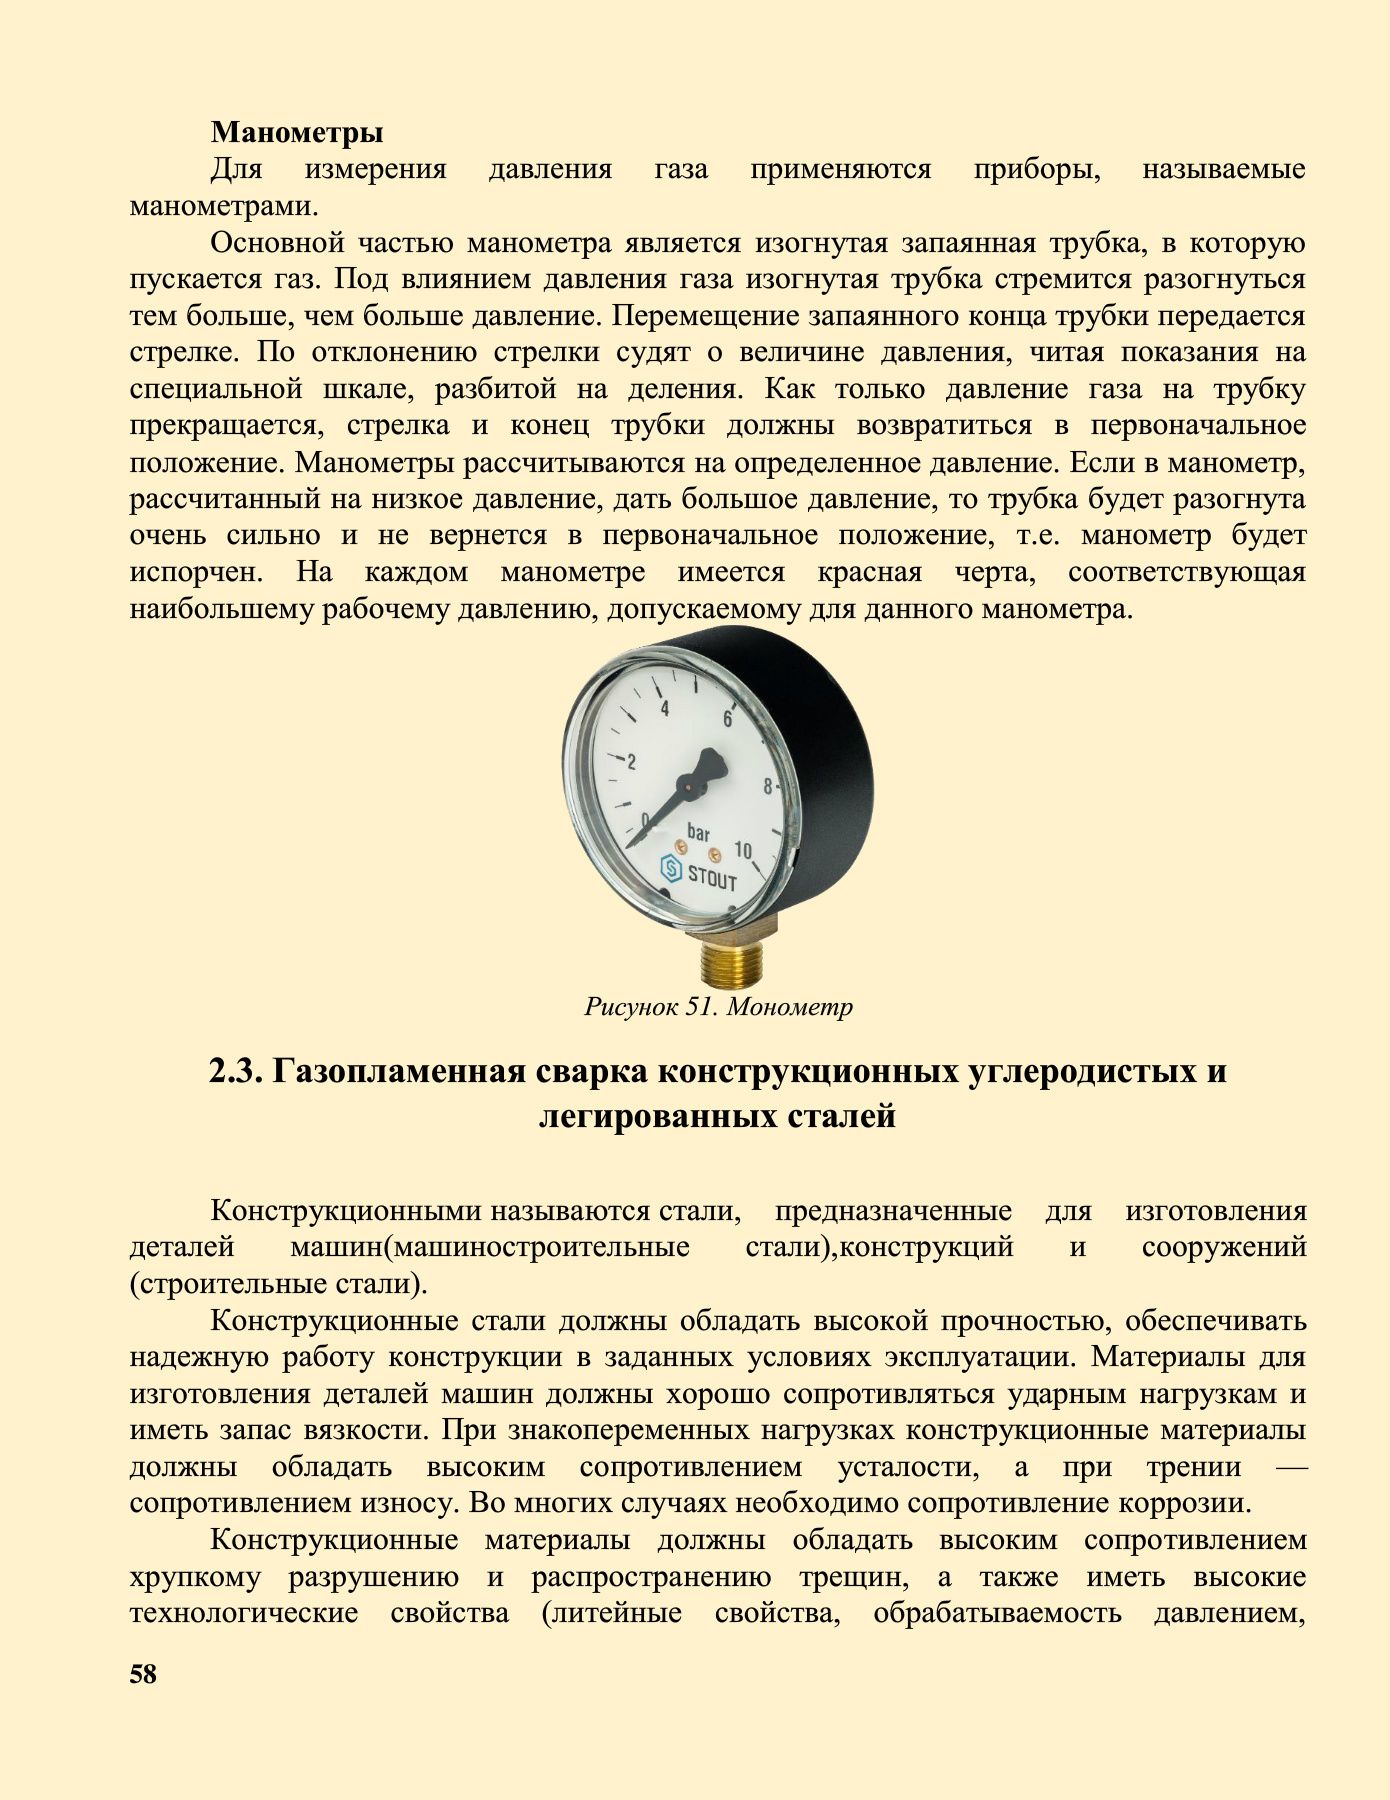 Манометры
Для измерения давления газа применяются приборы, называемые
манометрами.
Основной частью манометра является изогнутая запаянная трубка, в которую
пускается газ. Под влиянием давления газа изогнутая трубка стремится разогнуться
тем больше, чем больше давление. Перемещение запаянного конца трубки передается
стрелке. По отклонению стрелки судят о величине давления, читая показания на
специальной шкале, разбитой на деления. Как только давление газа на трубку
прекращается, стрелка и конец трубки должны возвратиться в первоначальное
положение. Манометры рассчитываются на определенное давление. Если в манометр,
рассчитанный на низкое давление, дать большое давление, то трубка будет разогнута
очень сильно и не вернется в первоначальное положение, т.е. манометр будет
испорчен. На каждом манометре имеется красная черта, соответствующая
наибольшему рабочему давлению, допускаемому для данного манометра.
4
6
2
8
0
bar
10
STOUT
Рисунок 51. Монометр
2.3. Газопламенная сварка конструкционных углеродистых и
легированных сталей
Конструкционными называются стали, предназначенные для изготовления
деталей машин(машиностроительные стали),конструкций и сооружений
(строительные стали).
Конструкционные стали должны обладать высокой прочностью, обеспечивать
надежную работу конструкции в заданных условиях эксплуатации. Материалы для
изготовления деталей машин должны хорошо сопротивляться ударным нагрузкам и
иметь запас вязкости. При знакопеременных нагрузках конструкционные материалы
должны обладать высоким сопротивлением усталости, а при трении —
сопротивлением износу. Во многих случаях необходимо сопротивление коррозии.
Конструкционные материалы должны обладать высоким сопротивлением
хрупкому разрушению и распространению трещин, а также иметь высокие
технологические свойства (литейные свойства, обрабатываемость давлением,
58